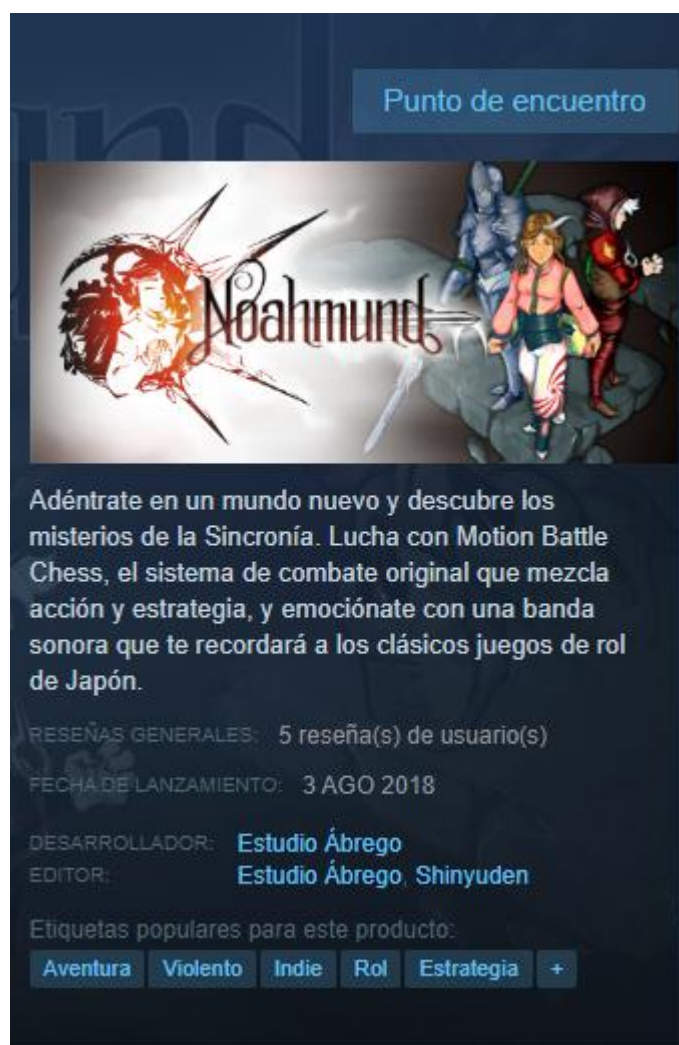 Punto de encuentro
Noahmund
Adéntrate en un mundo nuevo y descubre los
misterios de la Sincronía. Lucha con Motion Battle
Chess, el sistema de combate original que mezcla
acción y estrategia, y emociónate con una banda
sonora que te recordará a los clásicos juegos de rol
de Japón.
RESEÑAS GENERALES: 5 reseña(s) de usuario(s)
FECHA DE LANZAMIENTO: 3 AGO 2018
DESARROLLADOR: Estudio Ábrego
EDITOR: Estudio Ábrego, Shinyuden
Etiquetas populares para este producto:
Aventura Violento Indie Rol Estrategia +